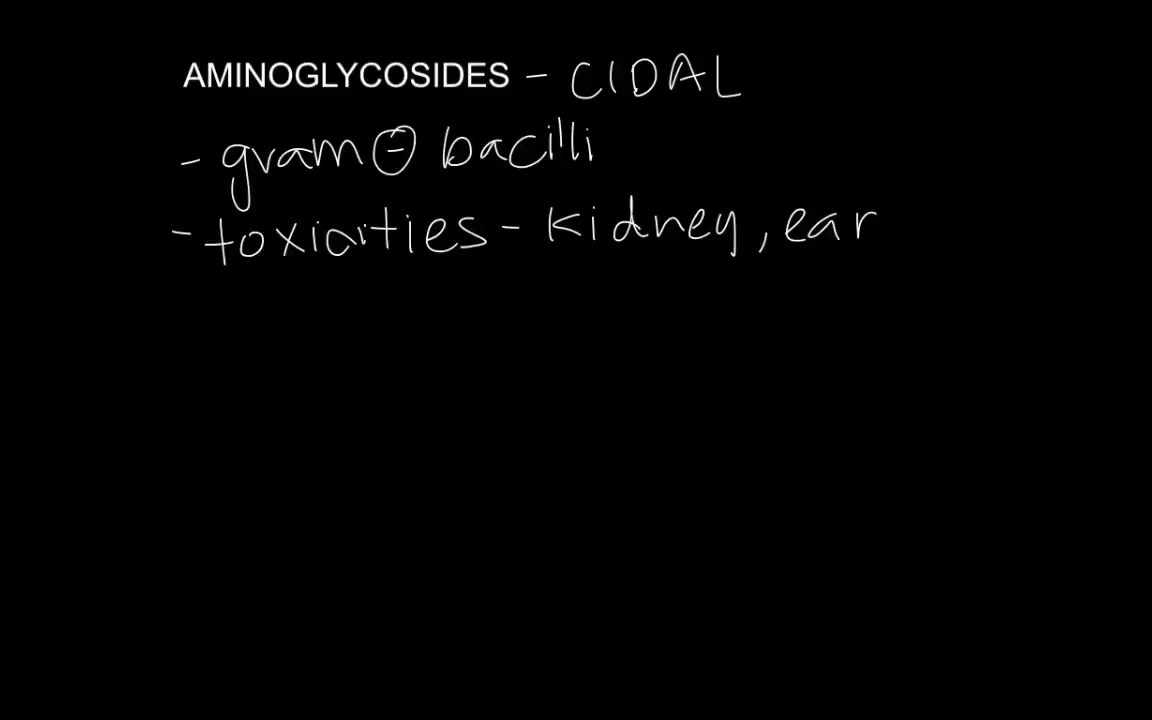 AMINOGLYCOSIDES - CIDAL
- gram ⊖ bacilli
- toxicities - kidney, ear